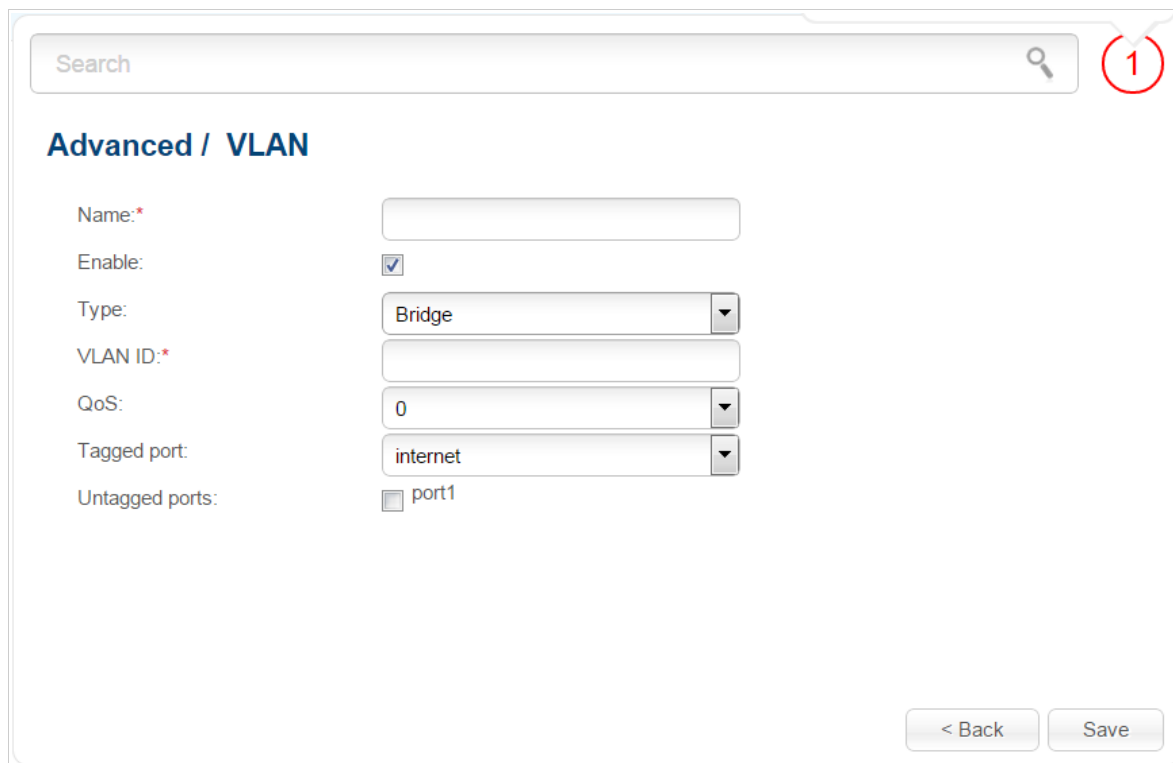 Search
1
Advanced / VLAN
Name:*
Enable:
Type:
Bridge
VLAN ID:*
QoS:
0
Tagged port:
internet
Untagged ports:
port1
< Back
Save